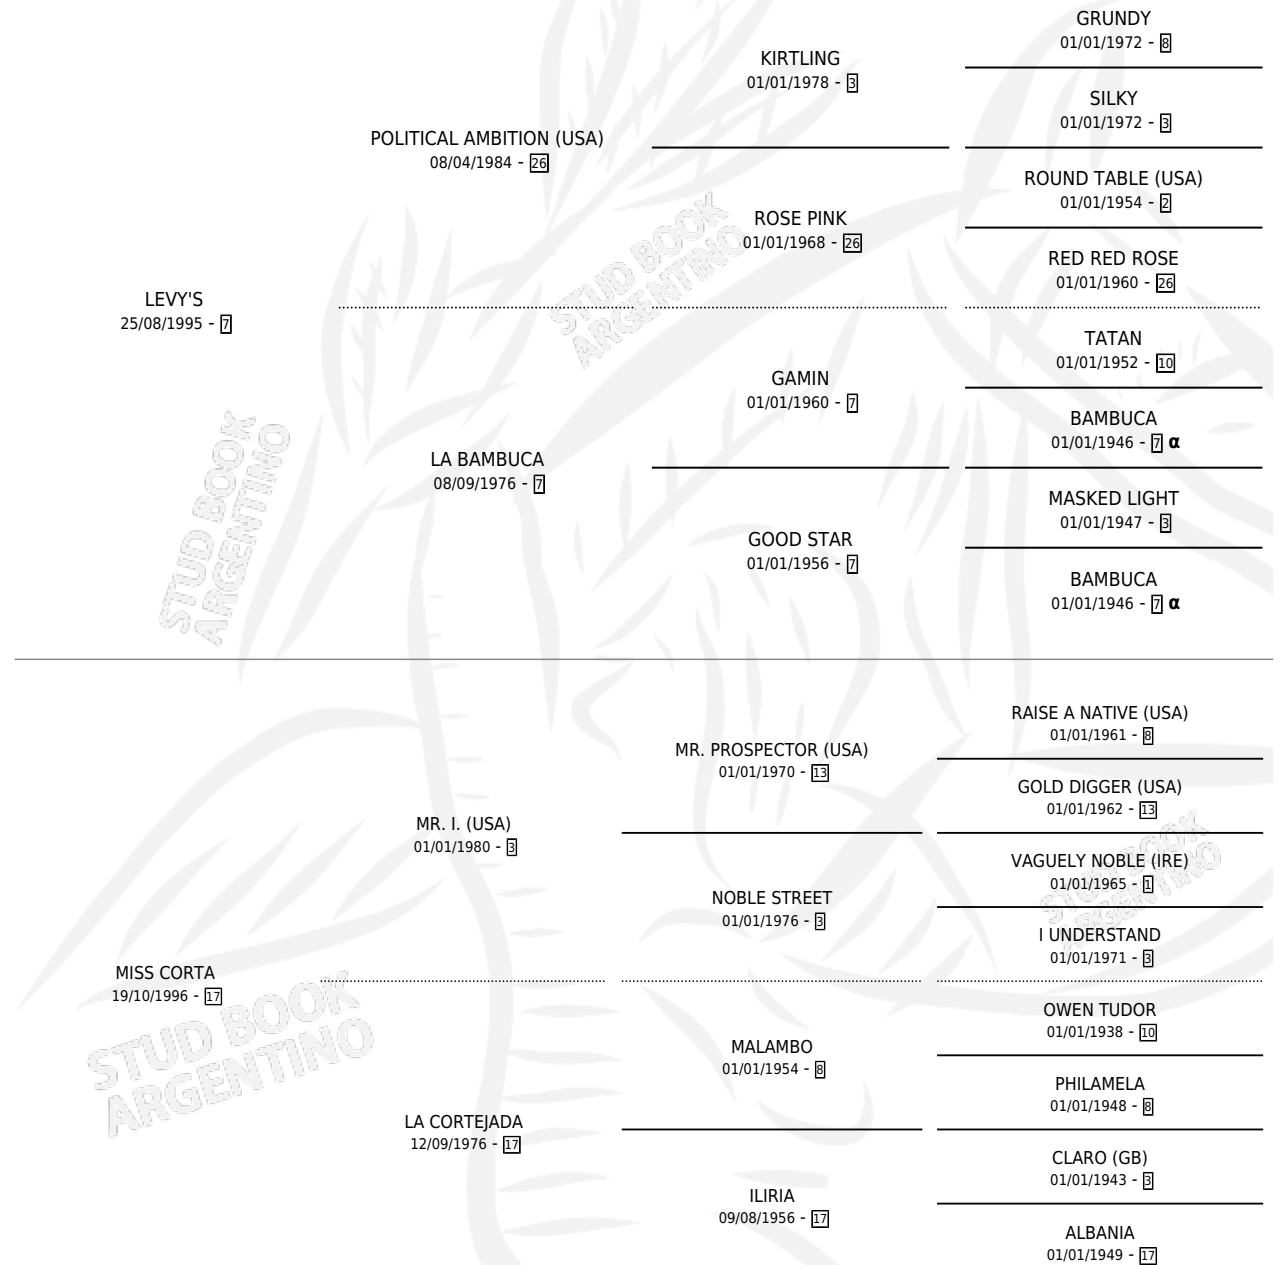 GRUNDY
01/01/1972 - 8
KIRTLING
01/01/1978 - 3
SILKY
01/01/1972 - 3
POLITICAL AMBITION (USA)
08/04/1984 - 26
ROUND TABLE (USA)
01/01/1954 - 2
ROSE PINK
01/01/1968 - 26
RED RED ROSE
01/01/1960 - 26
STUD BOOK
ARGENTINO
LEVY'S
25/08/1995 - 7
TATAN
01/01/1952 - 10
GAMIN
01/01/1960 - 7
BAMBUCA
01/01/1946 - 7 α
LA BAMBUCA
08/09/1976 - 7
MASKED LIGHT
01/01/1947 - 3
GOOD STAR
01/01/1956 - 7
BAMBUCA
01/01/1946 - 7 α
STUD BOOK
ARGENTINO
RAISE A NATIVE (USA)
01/01/1961 - 8
MR. PROSPECTOR (USA)
01/01/1970 - 13
GOLD DIGGER (USA)
01/01/1962 - 13
MR. I. (USA)
01/01/1980 - 3
VAGUELY NOBLE (IRE)
01/01/1965 - 1
NOBLE STREET
01/01/1976 - 3
I UNDERSTAND
01/01/1971 - 3
STUD BOOK
ARGENTINO
MISS CORTA
19/10/1996 - 17
OWEN TUDOR
01/01/1938 - 10
MALAMBO
01/01/1954 - 8
PHILAMELA
01/01/1948 - 8
STUD BOOK
ARGENTINO
LA CORTEJADA
12/09/1976 - 17
CLARO (GB)
01/01/1943 - 3
ILIRIA
09/08/1956 - 17
ALBANIA
01/01/1949 - 17